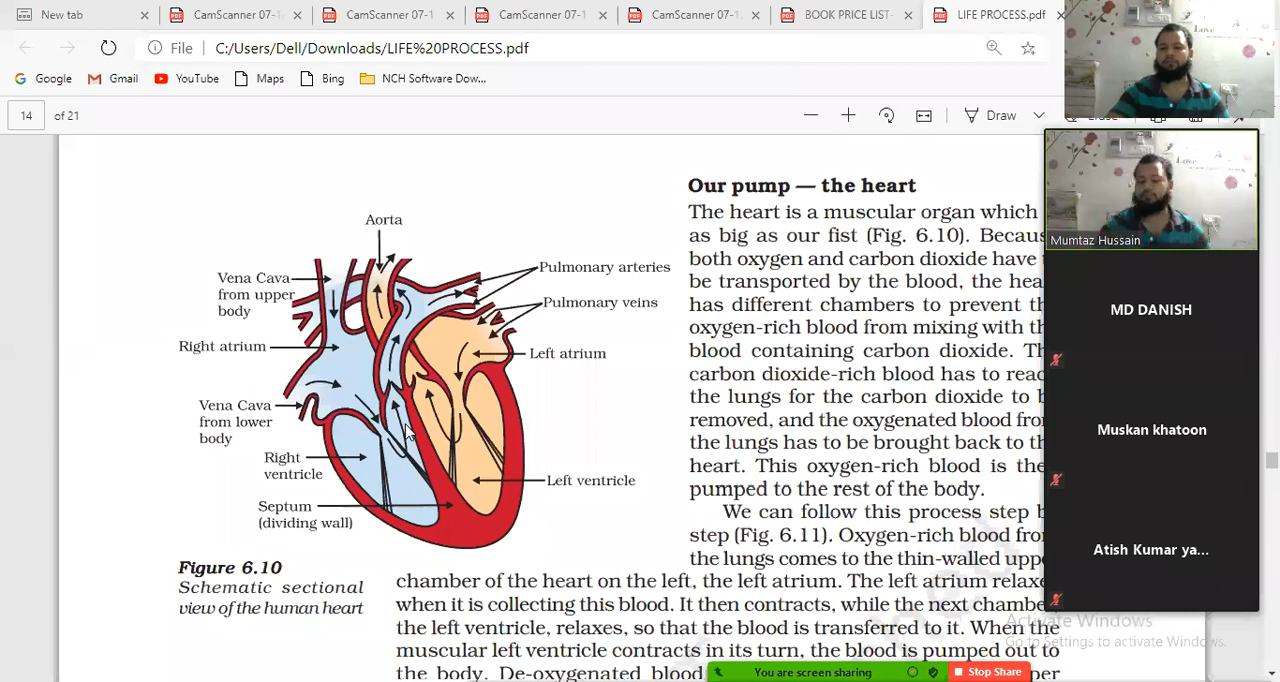 New tab
CamScanner 07-1
CamScanner 07-1
CamScanner 07-1
CamScanner 07-1
BOOK PRICE LIST-
LIFE PROCESS.pdf
File
C:/Users/Dell/Downloads/LIFE%20PROCESS.pdf
Google
Gmail
YouTube
Maps
Bing
NCH Software Dow...
14
of 21
Draw
Our pump — the heart
The heart is a muscular organ which
as big as our fist (Fig. 6.10).
both oxygen and carbon dioxide have
be transported by the blood, the
has different chambers to prevent
oxygen-rich blood from mixing with
blood containing carbon dioxide.
carbon dioxide-rich blood has to
the lungs for the carbon dioxide to
removed, and the oxygenated blood
the lungs has to be brought back to
heart. This oxygen-rich blood is
pumped to the rest of the body.
We can follow this process step
step (Fig. 6.11). Oxygen-rich blood
the lungs comes to the thin-walled
chamber of the heart on the left, the left atrium. The left atrium
when it is collecting this blood. It then contracts, while the next
the left ventricle, relaxes, so that the blood is transferred to it. When the
muscular left ventricle contracts in its turn, the blood is pumped out to
the body. De-oxygenated blood
Aorta
Vena Cava
from upper
body
Pulmonary arteries
Pulmonary veins
Right atrium
Left atrium
Vena Cava
from lower
body
Right
ventricle
Left ventricle
Septum
(dividing wall)
Figure 6.10
Schematic sectional
view of the human heart
Love
Love
Mumtaz Hussain
MD DANISH
Muskan khatoon
Atish Kumar ya...
Activate Windows
Go to Settings to activate Windows.
You are screen sharing
Stop Share